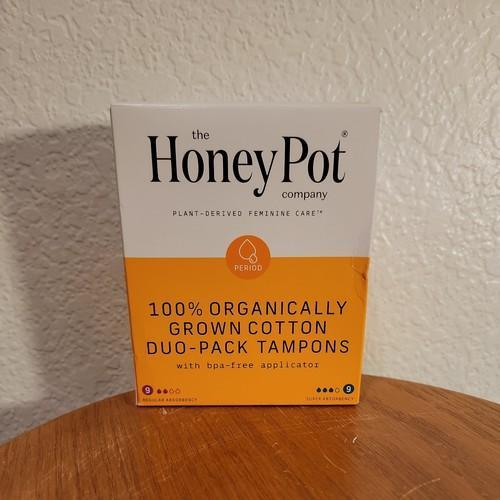 the
HoneyPot®
company
PLANT-DERIVED FEMININE CARE™
PERIOD
100% ORGANICALLY
GROWN COTTON
DUO-PACK TAMPONS
with bpa-free applicator
9 9
REGULAR ABSORBENCY SUPER ABSORBENCY